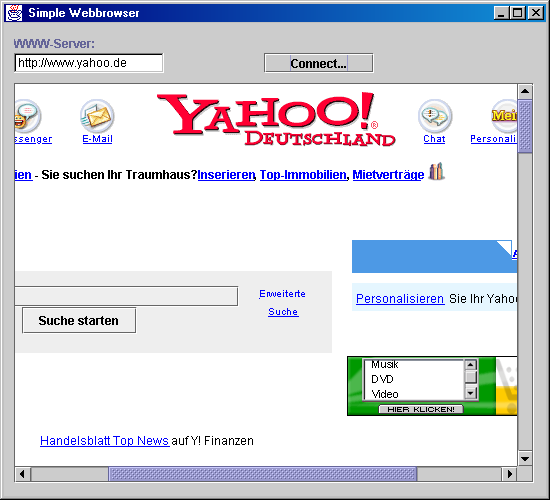 Simple Webbrowser
WWW-Server:
http://www.yahoo.de
Connect...
YAHOO!®
DEUTSCHLAND
ssenger E-Mail Chat Personali
ien - Sie suchen Ihr Traumhaus?Inserieren, Top-Immobilien, Mietverträge
Personalisieren Sie Ihr Yahoo
Erweiterte
Suche
Suche starten
Musik
DVD
Video
HIER KLICKEN!
Handelsblatt Top News auf Y! Finanzen